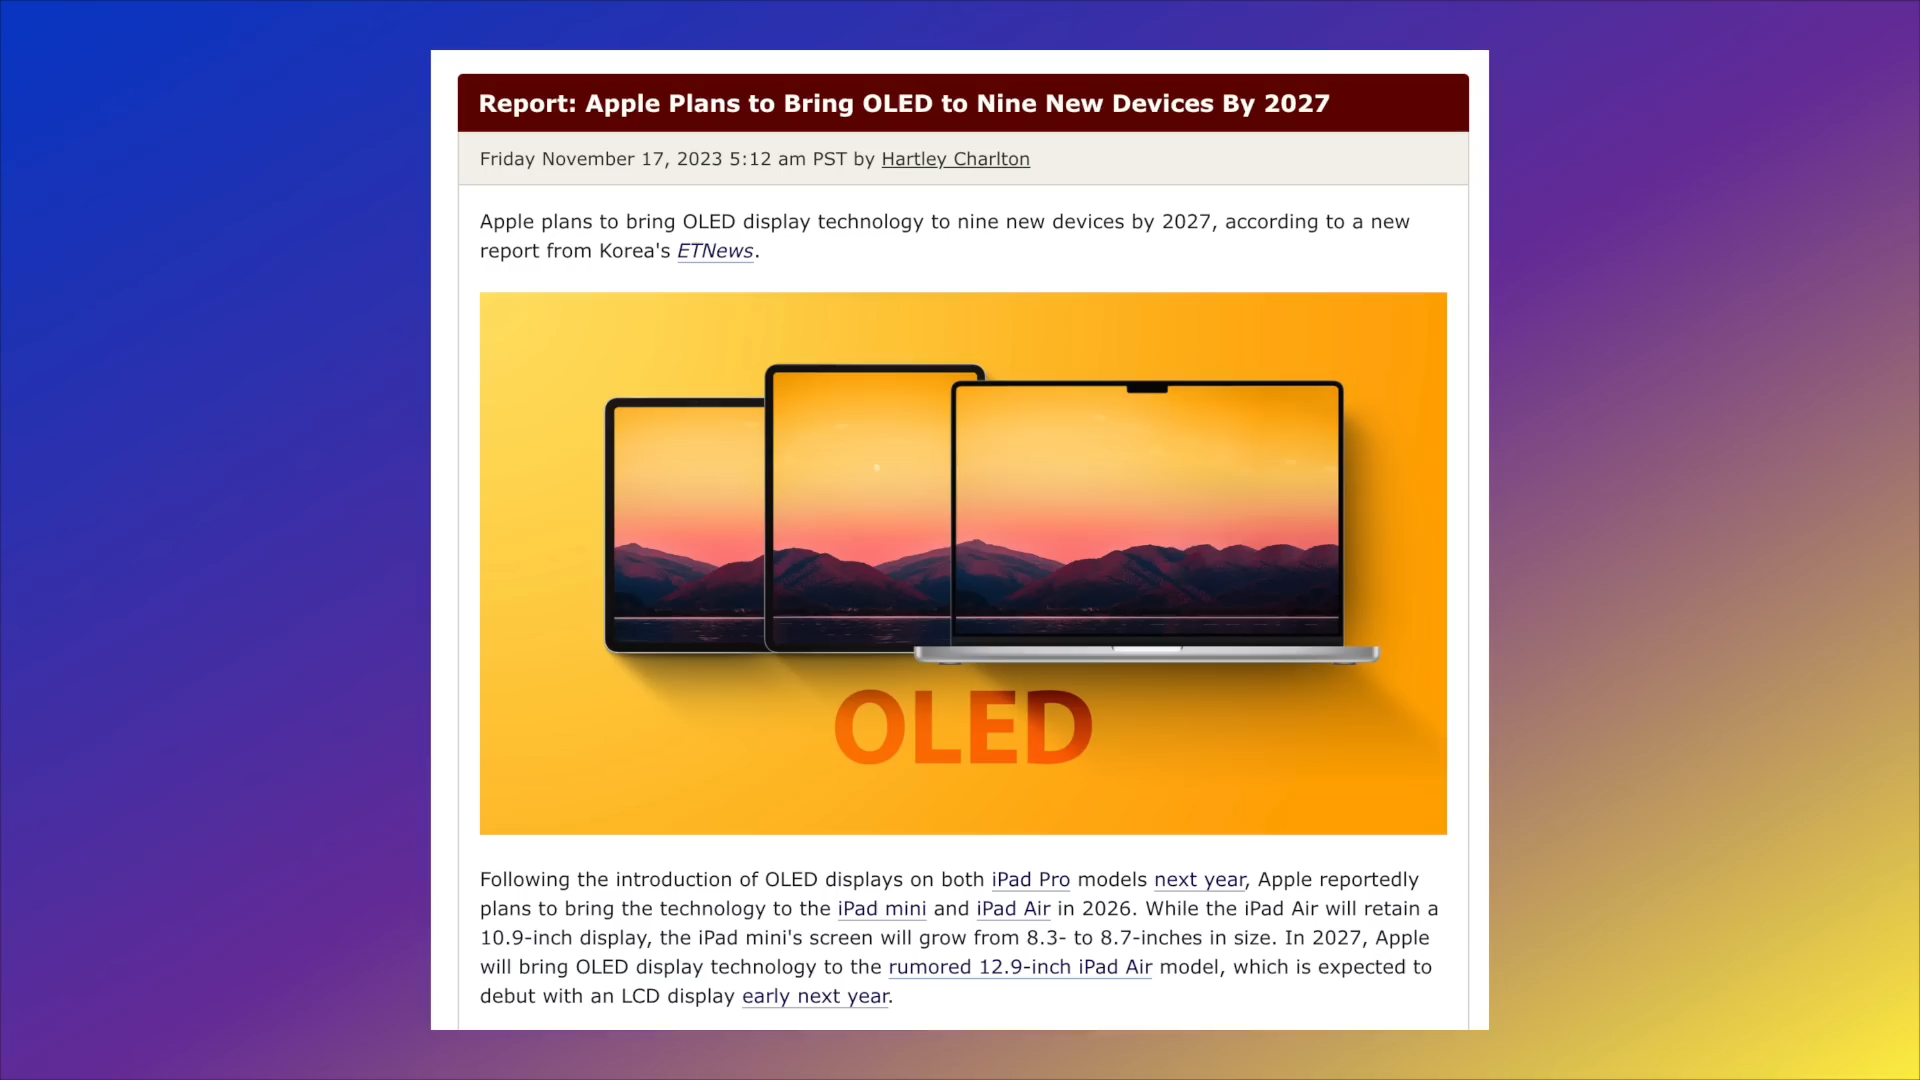 Report: Apple Plans to Bring OLED to Nine New Devices By 2027
Friday November 17, 2023 5:12 am PST by Hartley Charlton
Apple plans to bring OLED display technology to nine new devices by 2027, according to a new
report from Korea's ETNews.
OLED
Following the introduction of OLED displays on both iPad Pro models next year, Apple reportedly
plans to bring the technology to the iPad mini and iPad Air in 2026. While the iPad Air will retain a
10.9-inch display, the iPad mini's screen will grow from 8.3- to 8.7-inches in size. In 2027, Apple
will bring OLED display technology to the rumored 12.9-inch iPad Air model, which is expected to
debut with an LCD display early next year.